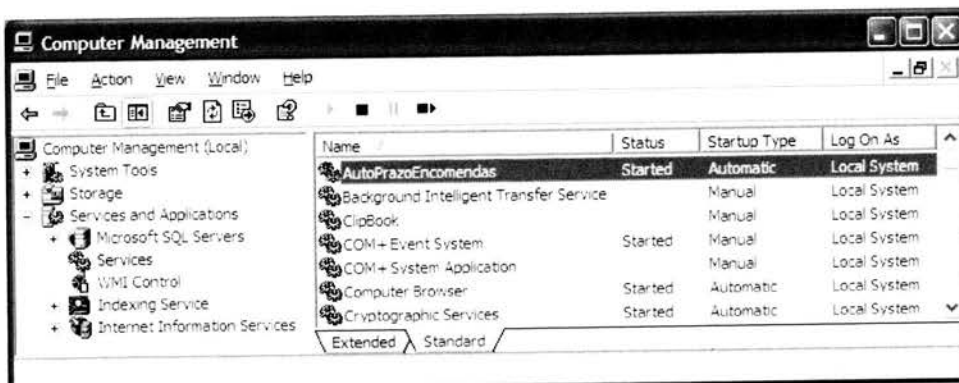 Computer Management
File Action View Window Help
Computer Management (Local)
System Tools
Storage
Services and Applications
Microsoft SQL Servers
Services
WMI Control
Indexing Service
Internet Information Services
Name Status Startup Type Log On As
AutoPrazoEncomendas Started Automatic Local System
Background Intelligent Transfer Service Manual Local System
ClipBook Manual Local System
COM+ Event System Started Manual Local System
COM+ System Application Manual Local System
Computer Browser Started Automatic Local System
Cryptographic Services Started Automatic Local System
Extended Standard